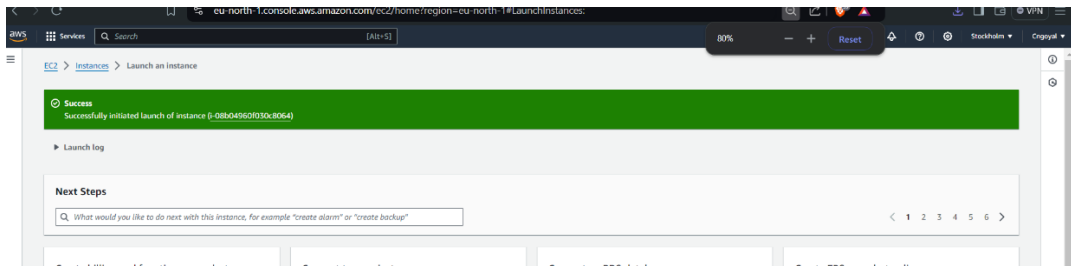 eu-north-1.console.aws.amazon.com/ec2/home?region=eu-north-1#LaunchInstances:
VPN
aws
Services
Search
[Alt+S]
80%
Reset
Stockholm
Cngoyal
EC2 > Instances > Launch an instance
Success
Successfully initiated launch of instance (i-08b04960f030c8064)
Launch log
Next Steps
What would you like to do next with this instance, for example "create alarm" or "create backup"
1 2 3 4 5 6